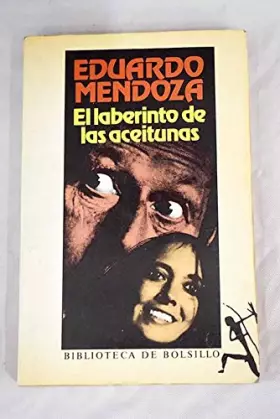 EDUARDO
MENDOZA
El laberinto de
las aceitunas
BIBLIOTECA DE BOLSILLO